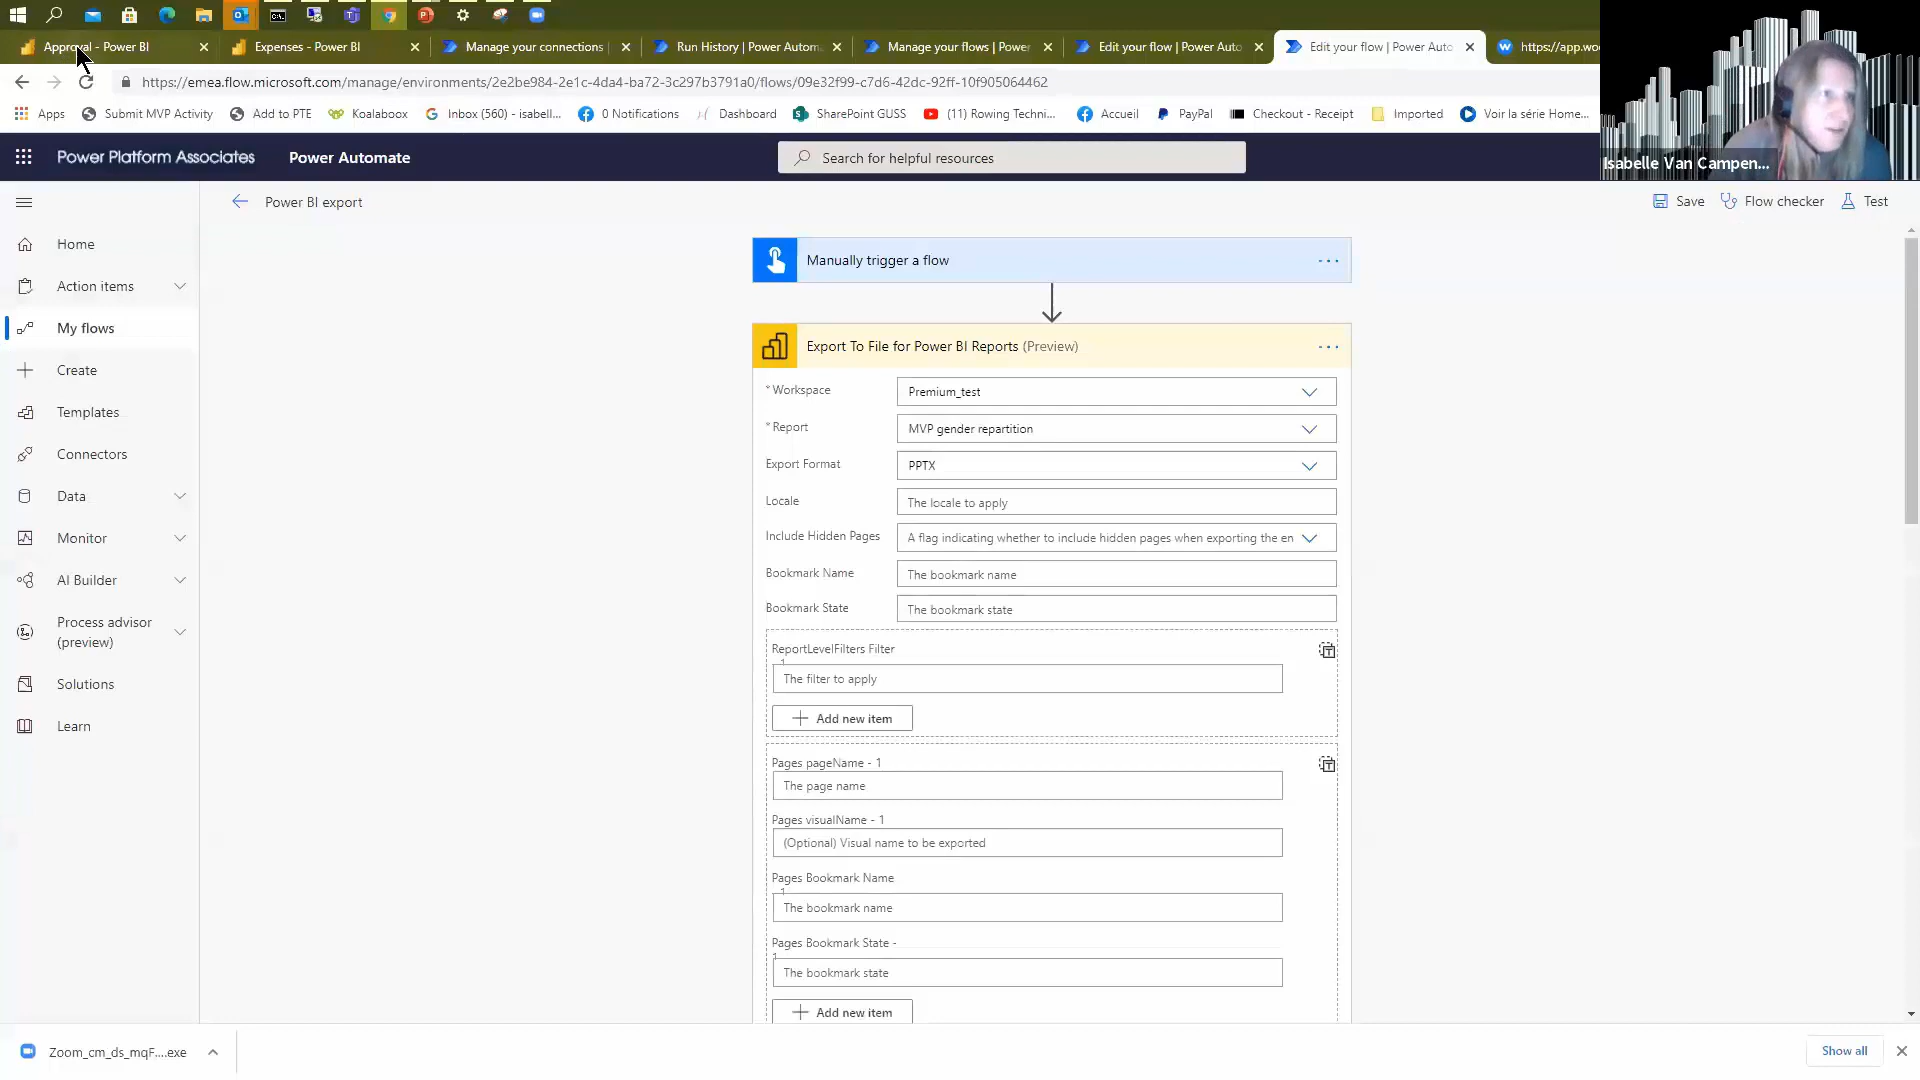 Approval - Power BI
Expenses - Power BI
Manage your connections
Run History | Power Autom
Manage your flows | Power
Edit your flow | Power Auto
Edit your flow | Power Auto
https://app.wo
https://emea.flow.microsoft.com/manage/environments/2e2be984-2e1c-4da4-ba72-3c297b3791a0/flows/09e32f99-c7d6-42dc-92ff-10f905064462
Apps
Submit MVP Activity
Add to PTE
Koalaboox
Inbox (560) - isabell...
0 Notifications
Dashboard
SharePoint GUSS
(11) Rowing Techni...
Accueil
PayPal
Checkout - Receipt
Imported
Voir la série Home...
Isabelle Van Campen...
Power Platform Associates
Power Automate
Search for helpful resources
Power BI export
Save
Flow checker
Test
Home
Action items
My flows
Create
Templates
Connectors
Data
Monitor
AI Builder
Process advisor
(preview)
Solutions
Learn
Manually trigger a flow
Export To File for Power BI Reports (Preview)
* Workspace
Premium_test
* Report
MVP gender repartition
Export Format
PPTX
Locale
The locale to apply
Include Hidden Pages
A flag indicating whether to include hidden pages when exporting the en
Bookmark Name
The bookmark name
Bookmark State
The bookmark state
ReportLevelFilters Filter
- 1
The filter to apply
Add new item
Pages pageName - 1
The page name
Pages visualName - 1
(Optional) Visual name to be exported
Pages Bookmark Name
- 1
The bookmark name
Pages Bookmark State -
1
The bookmark state
Add new item
Zoom_cm_ds_mqF....exe
Show all